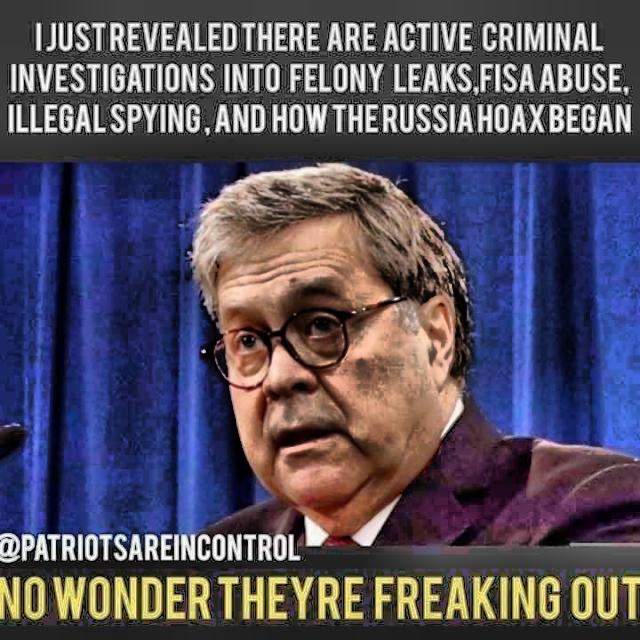 I JUST REVEALED THERE ARE ACTIVE CRIMINAL
INVESTIGATIONS INTO FELONY LEAKS,FISA ABUSE,
ILLEGAL SPYING, AND HOW THE RUSSIA HOAX BEGAN
@PATRIOTSAREINCONTROL
NO WONDER THEYRE FREAKING OUT